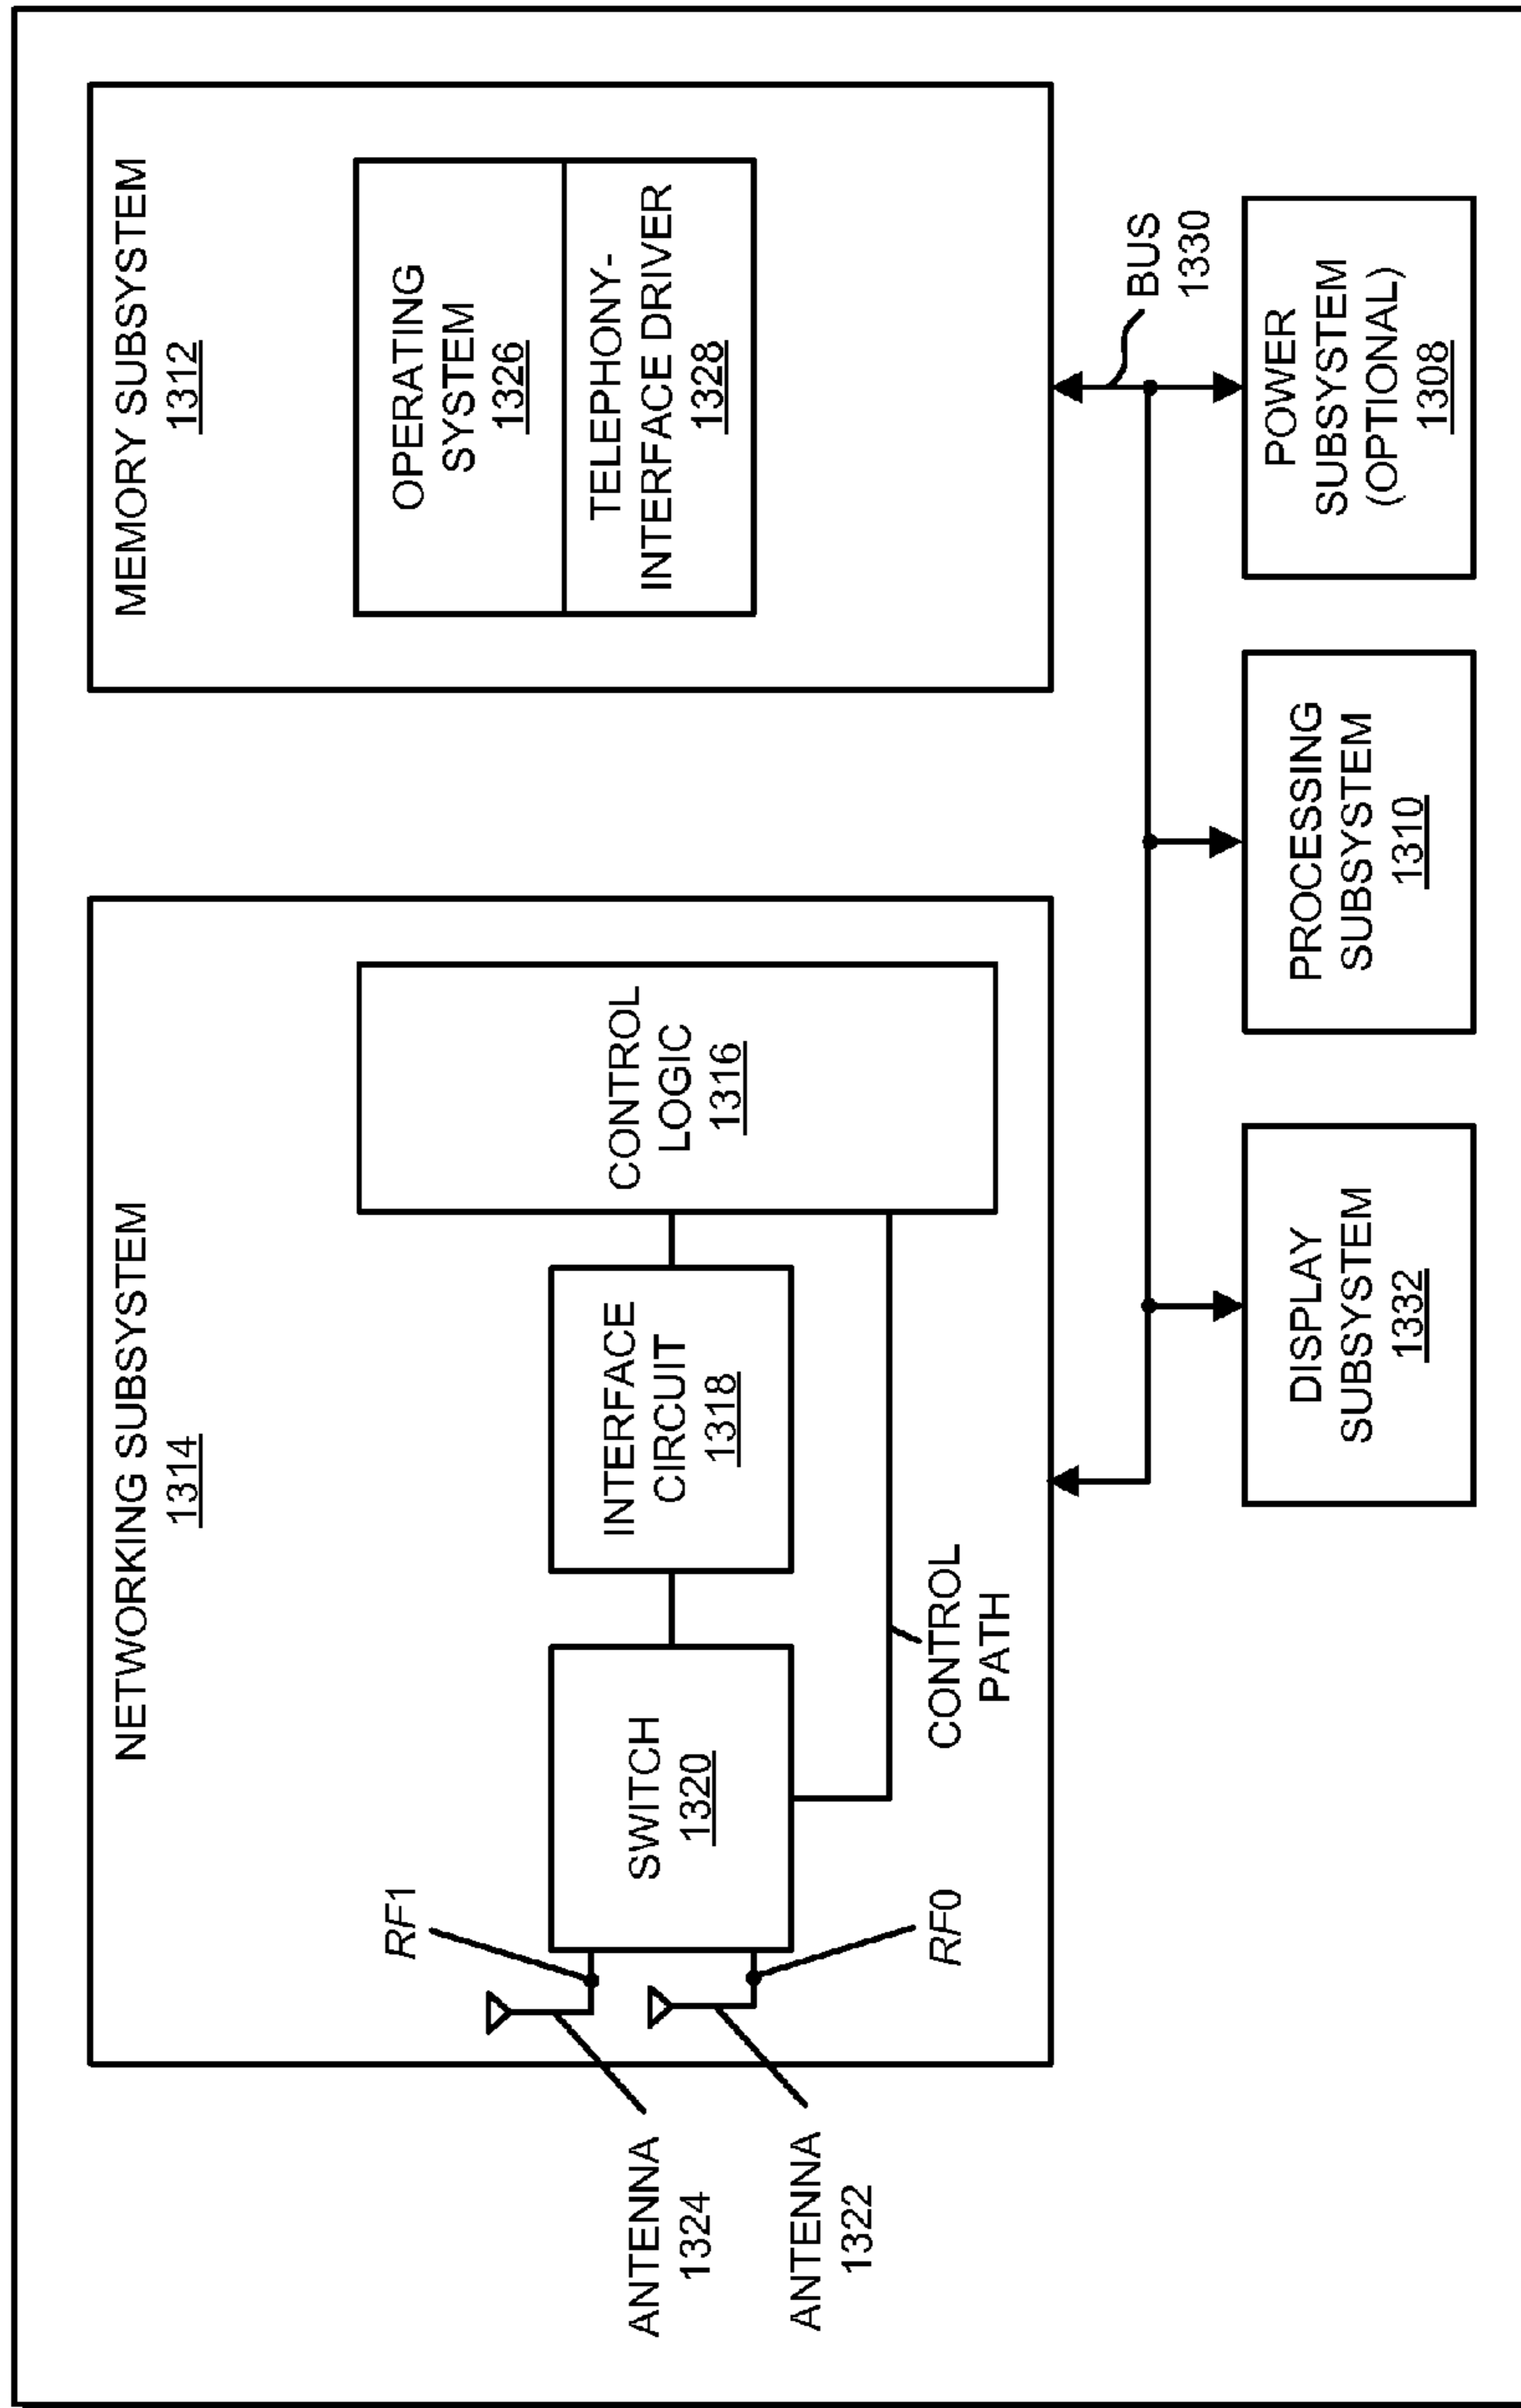 NETWORKING SUBSYSTEM
1314
RF1
ANTENNA
1324
ANTENNA
1322
RF0
SWITCH
1320
INTERFACE
CIRCUIT
1318
CONTROL
LOGIC
1316
CONTROL
PATH
MEMORY SUBSYSTEM
1312
OPERATING
SYSTEM
1326
TELEPHONY-
INTERFACE DRIVER
1328
BUS
1330
DISPLAY
SUBSYSTEM
1332
PROCESSING
SUBSYSTEM
1310
POWER
SUBSYSTEM
(OPTIONAL)
1308